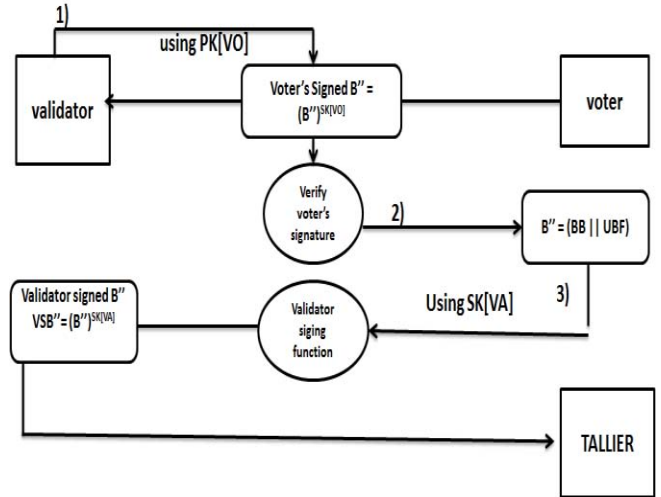 1)
using PK[VO]
validator
Voter's Signed B'' =
(B'')^SK[VO]
voter
Verify
voter's
signature
2)
B'' = (BB || UBF)
Validator signed B''
VSB''= (B'')^SK[VA]
Validator
siging
function
Using SK[VA]
3)
TALLIER